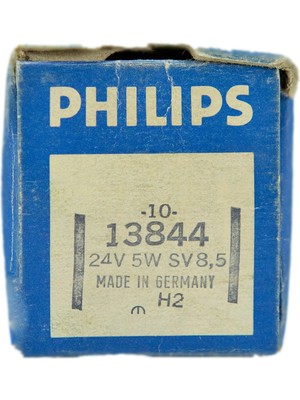 PHILIPS
-10-
13844
24V 5W SV8,5
MADE IN GERMANY
H2